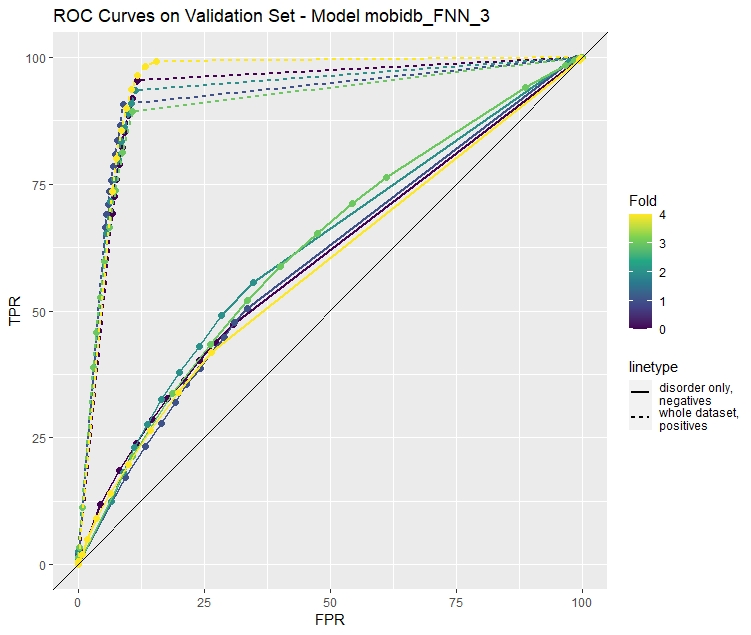 ROC Curves on Validation Set - Model mobidb_FNN_3
100
75
50
25
0
TPR
0
25
50
75
100
FPR
Fold
4
3
2
1
0
linetype
disorder only,
negatives
whole dataset,
positives